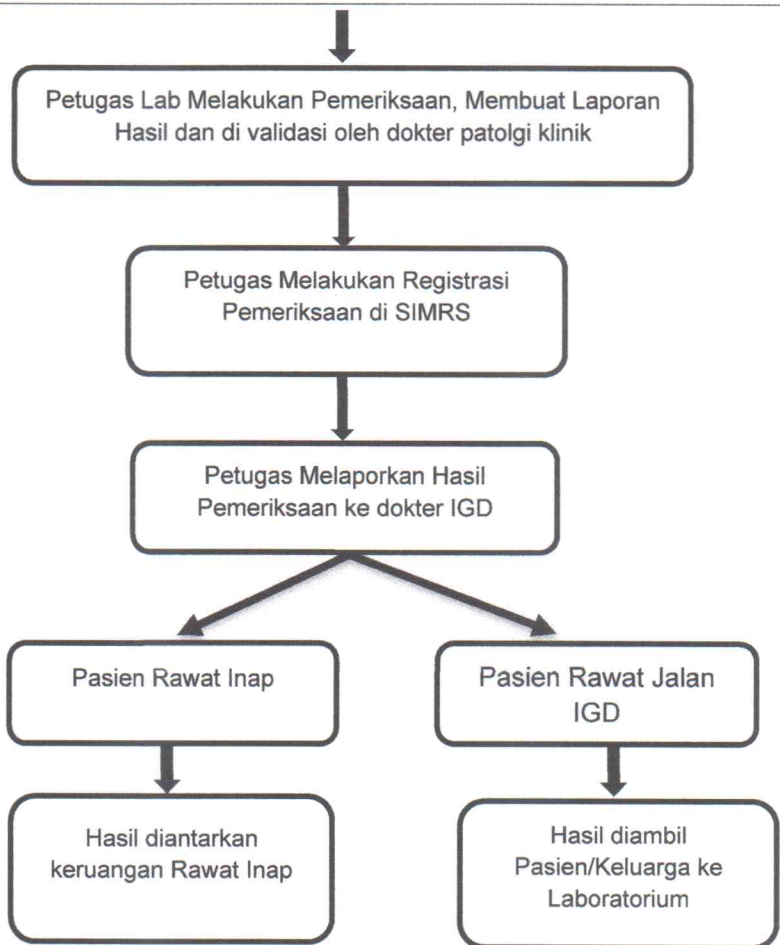 Petugas Lab Melakukan Pemeriksaan, Membuat Laporan
Hasil dan di validasi oleh dokter patolgi klinik
Petugas Melakukan Registrasi
Pemeriksaan di SIMRS
Petugas Melaporkan Hasil
Pemeriksaan ke dokter IGD
Pasien Rawat Inap
Pasien Rawat Jalan
IGD
Hasil diantarkan
keruangan Rawat Inap
Hasil diambil
Pasien/Keluarga ke
Laboratorium